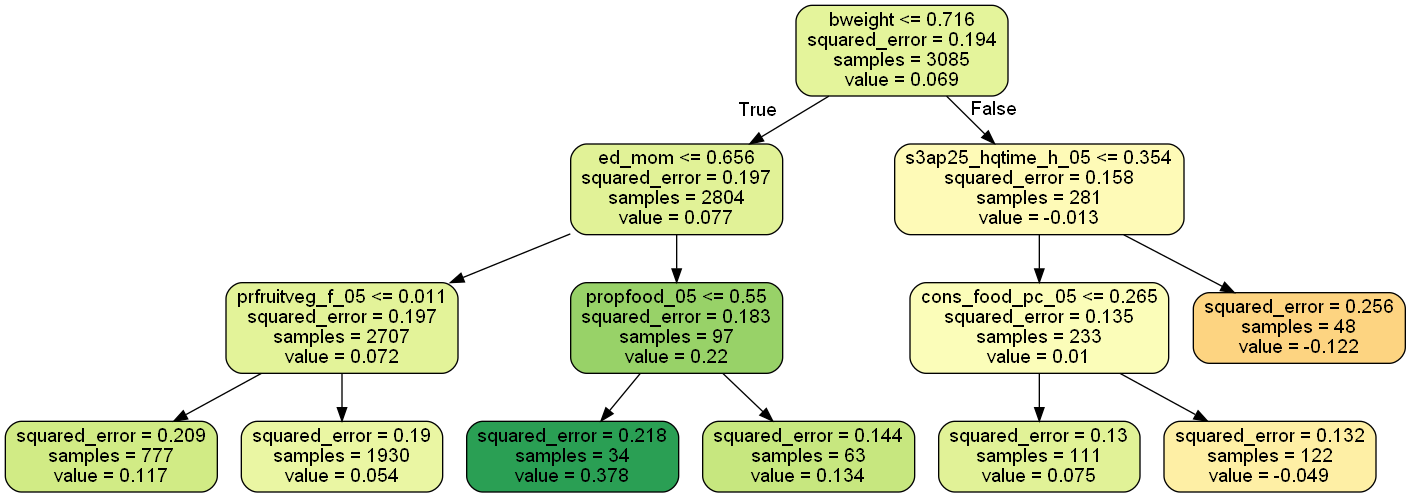 bweight <= 0.716
squared_error = 0.194
samples = 3085
value = 0.069
True
False
ed_mom <= 0.656
squared_error = 0.197
samples = 2804
value = 0.077
s3ap25_hqtime_h_05 <= 0.354
squared_error = 0.158
samples = 281
value = -0.013
prfruitveg_f_05 <= 0.011
squared_error = 0.197
samples = 2707
value = 0.072
propfood_05 <= 0.55
squared_error = 0.183
samples = 97
value = 0.22
cons_food_pc_05 <= 0.265
squared_error = 0.135
samples = 233
value = 0.01
squared_error = 0.256
samples = 48
value = -0.122
squared_error = 0.209
samples = 777
value = 0.117
squared_error = 0.19
samples = 1930
value = 0.054
squared_error = 0.218
samples = 34
value = 0.378
squared_error = 0.144
samples = 63
value = 0.134
squared_error = 0.13
samples = 111
value = 0.075
squared_error = 0.132
samples = 122
value = -0.049